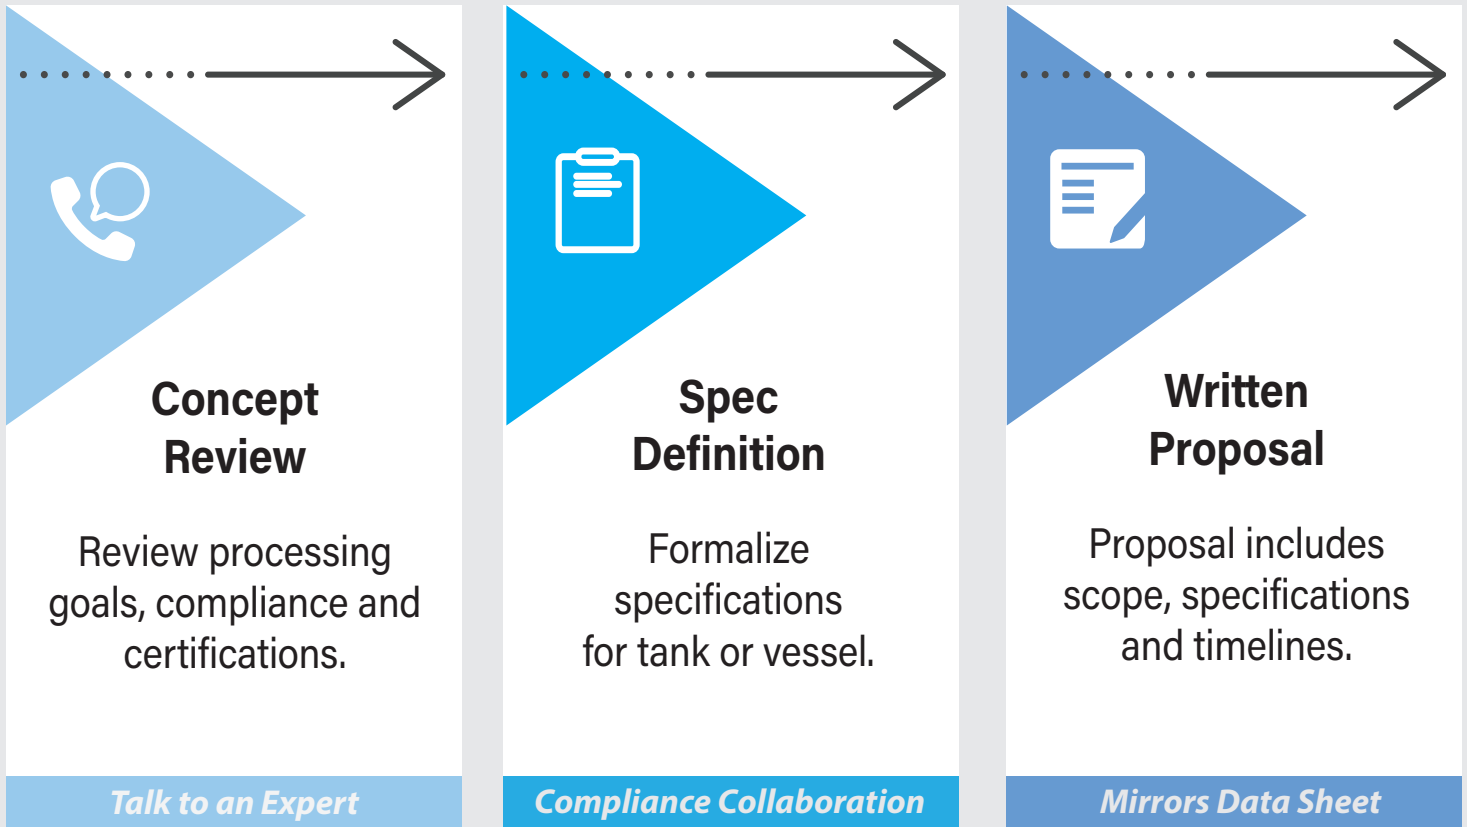 Concept
Review
Review processing
goals, compliance and
certifications.
Talk to an Expert
Spec
Definition
Formalize
specifications
for tank or vessel.
Compliance Collaboration
Written
Proposal
Proposal includes
scope, specifications
and timelines.
Mirrors Data Sheet